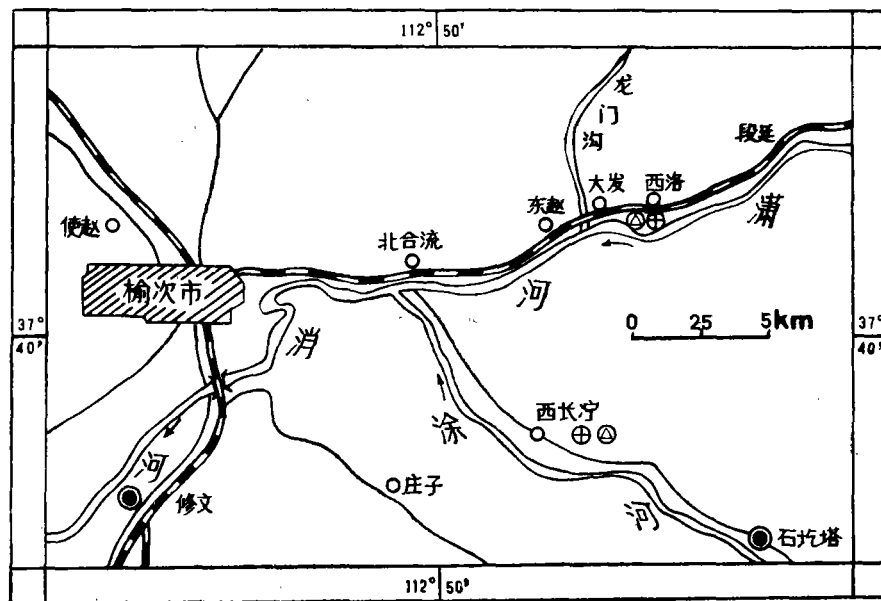 112° 50′
龙
门
沟
段廷
大发
西洛
潇
东赵
使赵
北合流
榆次市
河
0 25 5km
37°
40′
37°
40′
消
西长泞
涂
河
庄子
修文
河
石圪塔
112° 50′